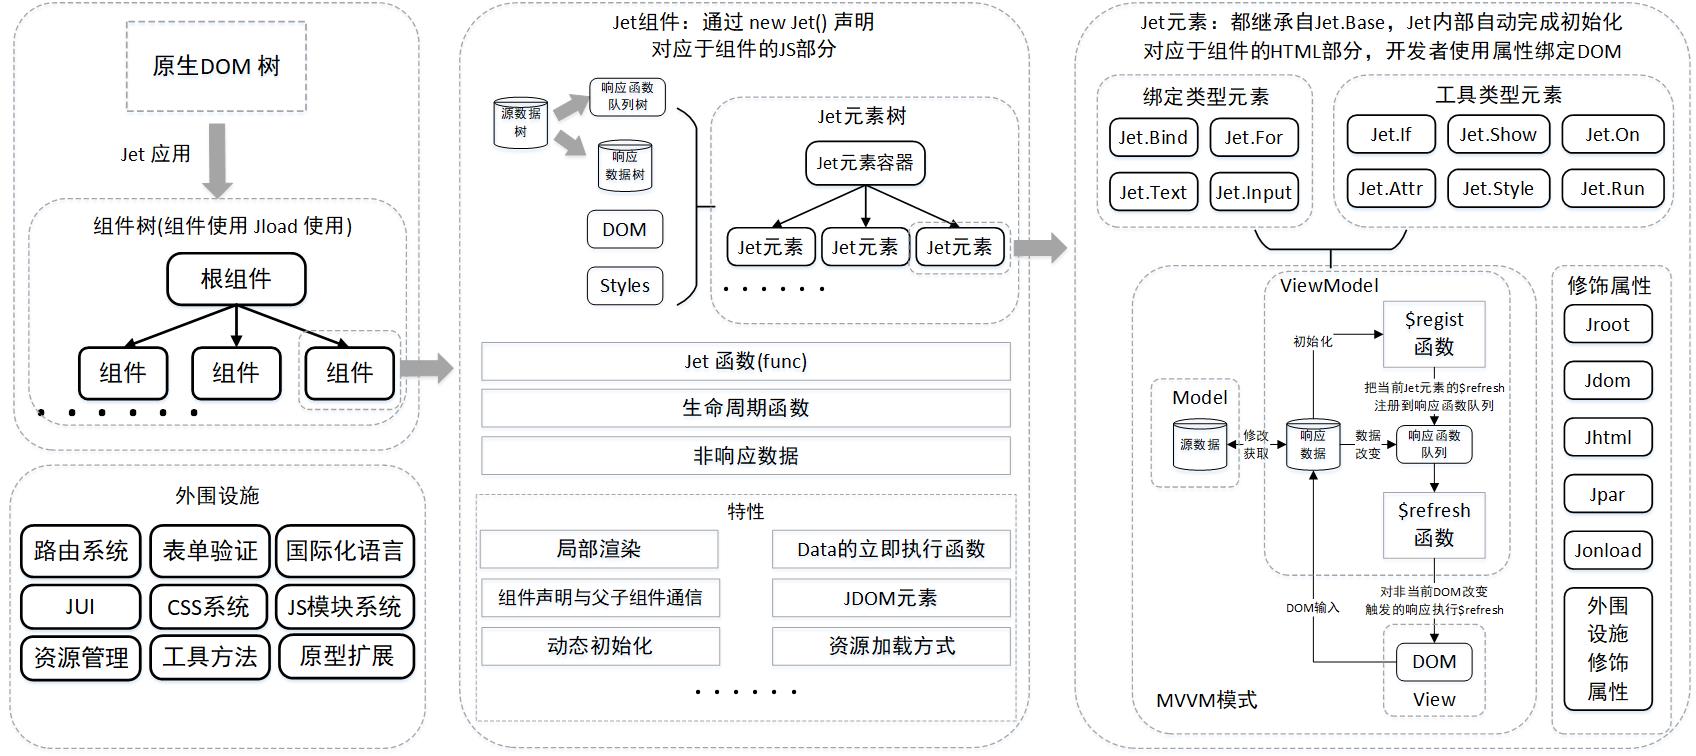 原生DOM 树
Jet 应用
组件树(组件使用 Jload 使用)
根组件
组件
组件
组件
外围设施
路由系统
表单验证
国际化语言
JUI
CSS系统
JS模块系统
资源管理
工具方法
原型扩展
Jet组件：通过 new Jet() 声明
对应于组件的JS部分
源数据
树
响应函数
队列树
响应
数据树
DOM
Styles
Jet元素树
Jet元素容器
Jet元素
Jet元素
Jet元素
Jet 函数(func)
生命周期函数
非响应数据
特性
局部渲染
Data的立即执行函数
组件声明与父子组件通信
JDOM元素
动态初始化
资源加载方式
Jet元素：都继承自Jet.Base，Jet内部自动完成初始化
对应于组件的HTML部分，开发者使用属性绑定DOM
绑定类型元素
Jet.Bind
Jet.For
Jet.Text
Jet.Input
工具类型元素
Jet.If
Jet.Show
Jet.On
Jet.Attr
Jet.Style
Jet.Run
ViewModel
$regist
函数
初始化
把当前Jet元素的$refresh
注册到响应函数队列
Model
源数据
修改
获取
响应
数据
数据
改变
响应函数
队列
$refresh
函数
对非当前DOM改变
触发的响应执行$refresh
DOM输入
DOM
View
MVVM模式
修饰属性
Jroot
Jdom
Jhtml
Jpar
Jonload
外围
设施
修饰
属性